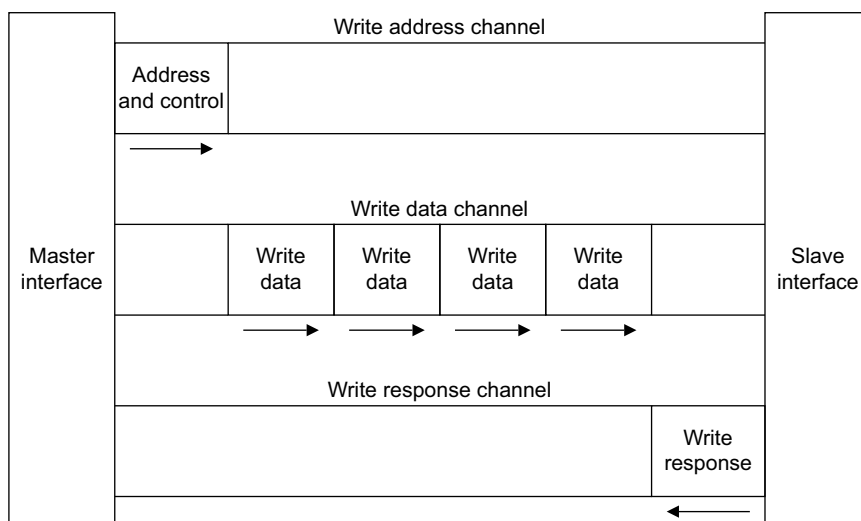 Write address channel
Address
and control
Write data channel
Master
interface
Write
data
Write
data
Write
data
Write
data
Slave
interface
Write response channel
Write
response